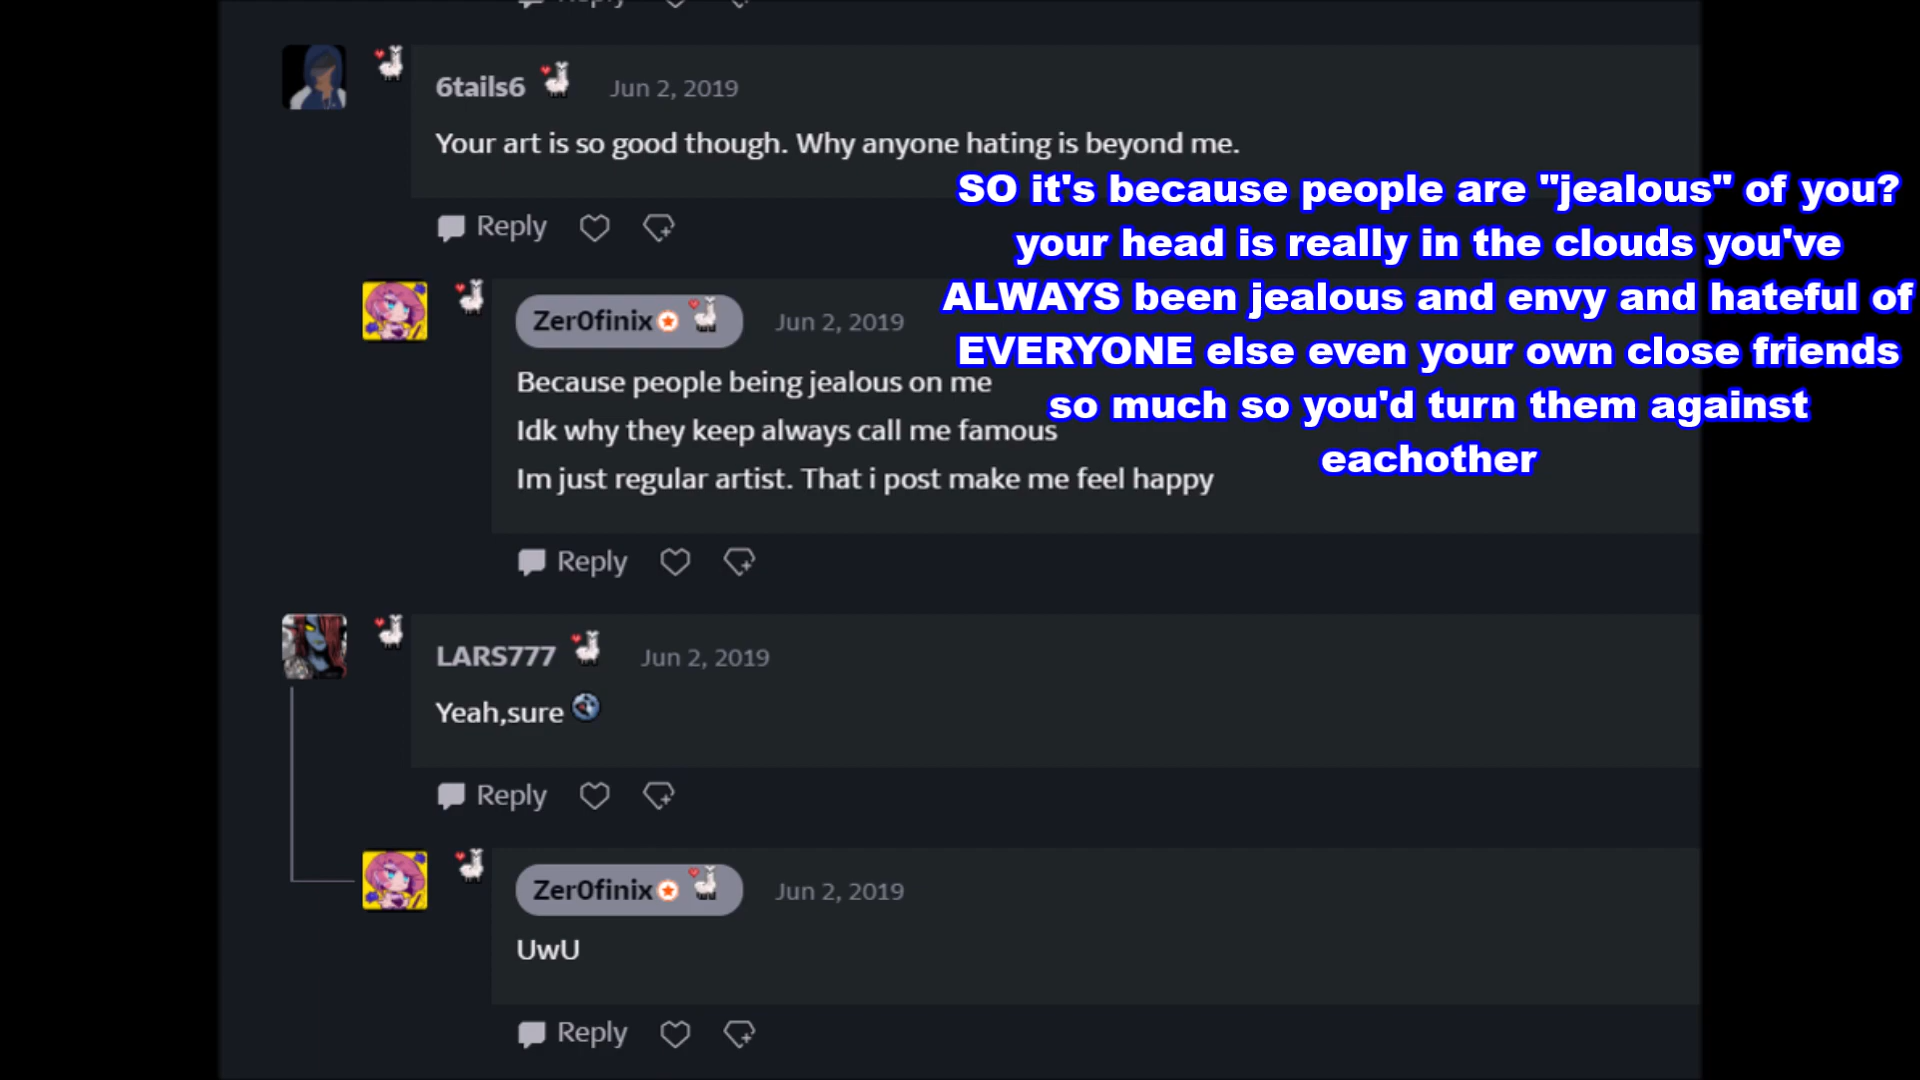 Reply
6tails6 Jun 2, 2019
Your art is so good though. Why anyone hating is beyond me.
Reply
SO it's because people are "jealous" of you?
your head is really in the clouds you've
ALWAYS been jealous and envy and hateful of
EVERYONE else even your own close friends
so much so you'd turn them against
eachother
Zer0finix Jun 2, 2019
Because people being jealous on me
Idk why they keep always call me famous
Im just regular artist. That i post make me feel happy
Reply
LARS777 Jun 2, 2019
Yeah,sure
Reply
Zer0finix Jun 2, 2019
UwU
Reply